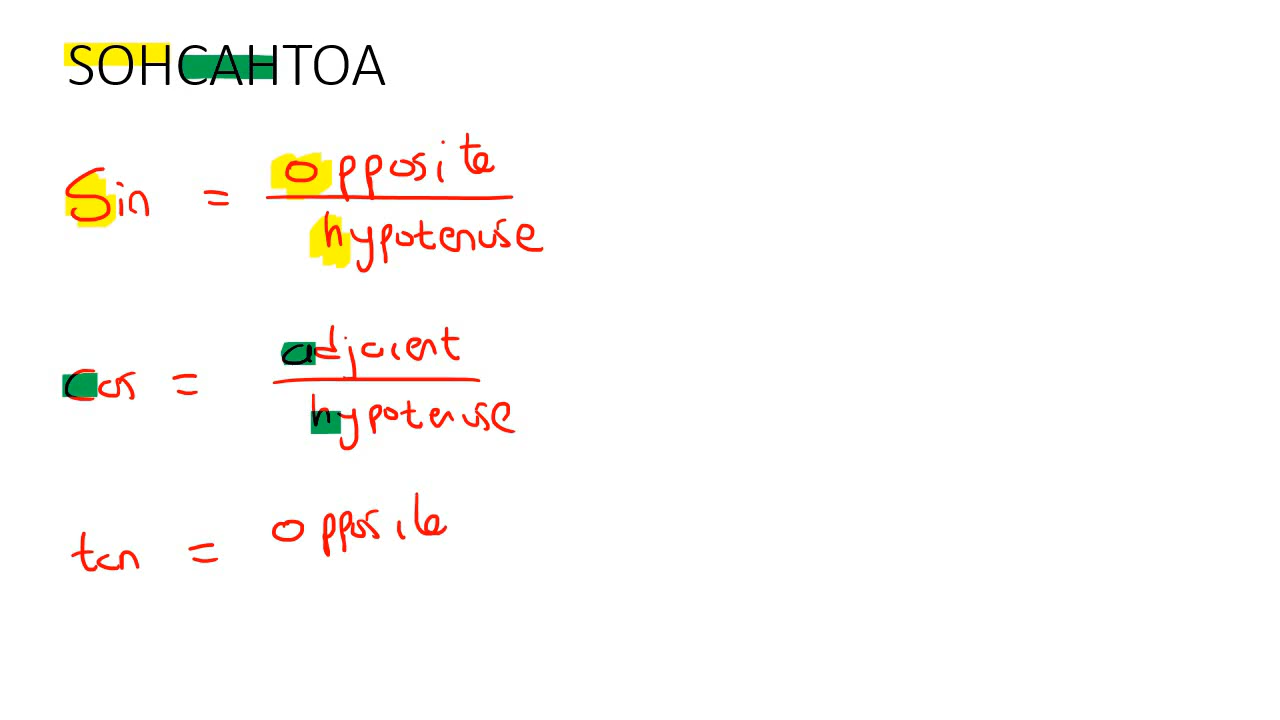 SOHCAHTOA
Sin = opposite
hypotenuse
cos = adjacent
hypotenuse
tan = opposite